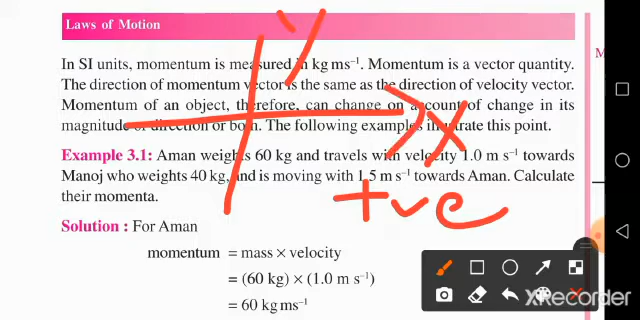 Laws of Motion
In SI units, momentum is measured in kg ms⁻¹. Momentum is a vector quantity.
The direction of momentum vector is the same as the direction of velocity vector.
Momentum of an object, therefore, can change on account of change in its
magnitude or direction or both. The following examples illustrate this point.
Example 3.1: Aman weighs 60 kg and travels with velocity 1.0 m s⁻¹ towards
Manoj who weights 40 kg, and is moving with 1.5 m s⁻¹ towards Aman. Calculate
their momenta.
Solution : For Aman
momentum = mass × velocity
= (60 kg) × (1.0 m s⁻¹)
= 60 kg ms⁻¹
M
Y
X
+ve
XRECORDER